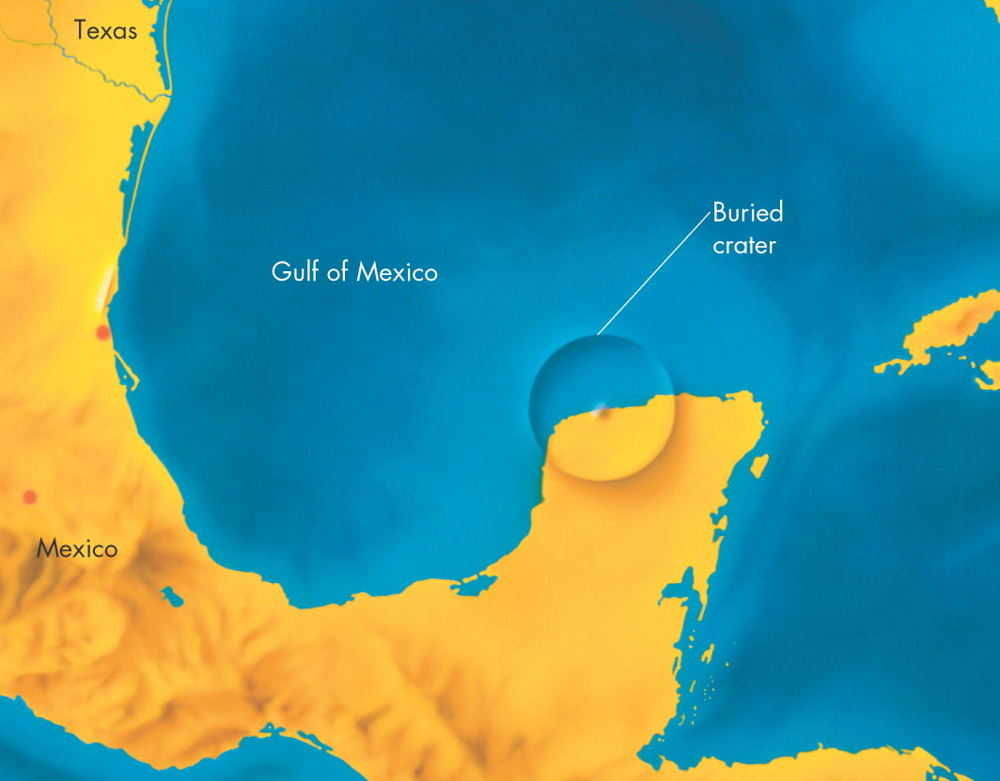 Texas
Buried
crater
Gulf of Mexico
Mexico